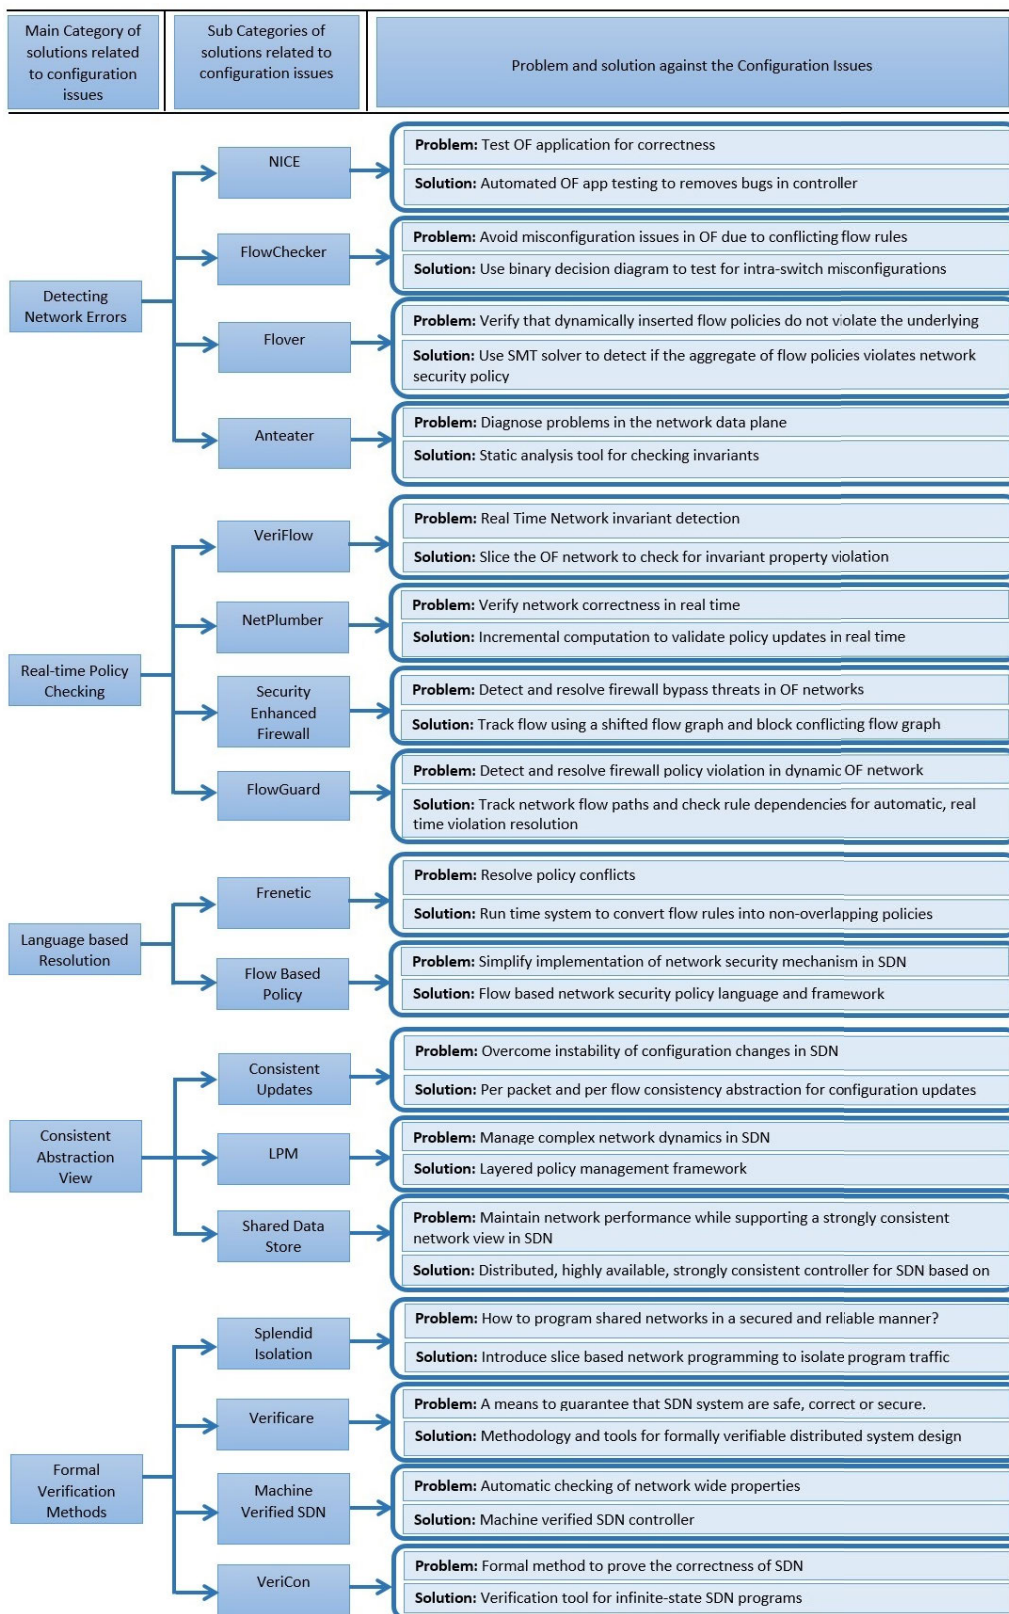 Main Category of
solutions related
to configuration
issues
Sub Categories of
solutions related to
configuration issues
Problem and solution against the Configuration Issues
Detecting
Network Errors
NICE
Problem: Test OF application for correctness
Solution: Automated OF app testing to removes bugs in controller
FlowChecker
Problem: Avoid misconfiguration issues in OF due to conflicting flow rules
Solution: Use binary decision diagram to test for intra-switch misconfigurations
Flover
Problem: Verify that dynamically inserted flow policies do not violate the underlying
Solution: Use SMT solver to detect if the aggregate of flow policies violates network
security policy
Anteater
Problem: Diagnose problems in the network data plane
Solution: Static analysis tool for checking invariants
Real-time Policy
Checking
VeriFlow
Problem: Real Time Network invariant detection
Solution: Slice the OF network to check for invariant property violation
NetPlumber
Problem: Verify network correctness in real time
Solution: Incremental computation to validate policy updates in real time
Security
Enhanced
Firewall
Problem: Detect and resolve firewall bypass threats in OF networks
Solution: Track flow using a shifted flow graph and block conflicting flow graph
FlowGuard
Problem: Detect and resolve firewall policy violation in dynamic OF network
Solution: Track network flow paths and check rule dependencies for automatic, real
time violation resolution
Language based
Resolution
Frenetic
Problem: Resolve policy conflicts
Solution: Run time system to convert flow rules into non-overlapping policies
Flow Based
Policy
Problem: Simplify implementation of network security mechanism in SDN
Solution: Flow based network security policy language and framework
Consistent
Abstraction
View
Consistent
Updates
Problem: Overcome instability of configuration changes in SDN
Solution: Per packet and per flow consistency abstraction for configuration updates
LPM
Problem: Manage complex network dynamics in SDN
Solution: Layered policy management framework
Shared Data
Store
Problem: Maintain network performance while supporting a strongly consistent
network view in SDN
Solution: Distributed, highly available, strongly consistent controller for SDN based on
Formal
Verification
Methods
Splendid
Isolation
Problem: How to program shared networks in a secured and reliable manner?
Solution: Introduce slice based network programming to isolate program traffic
Verificare
Problem: A means to guarantee that SDN system are safe, correct or secure.
Solution: Methodology and tools for formally verifiable distributed system design
Machine
Verified SDN
Problem: Automatic checking of network wide properties
Solution: Machine verified SDN controller
VeriCon
Problem: Formal method to prove the correctness of SDN
Solution: Verification tool for infinite-state SDN programs